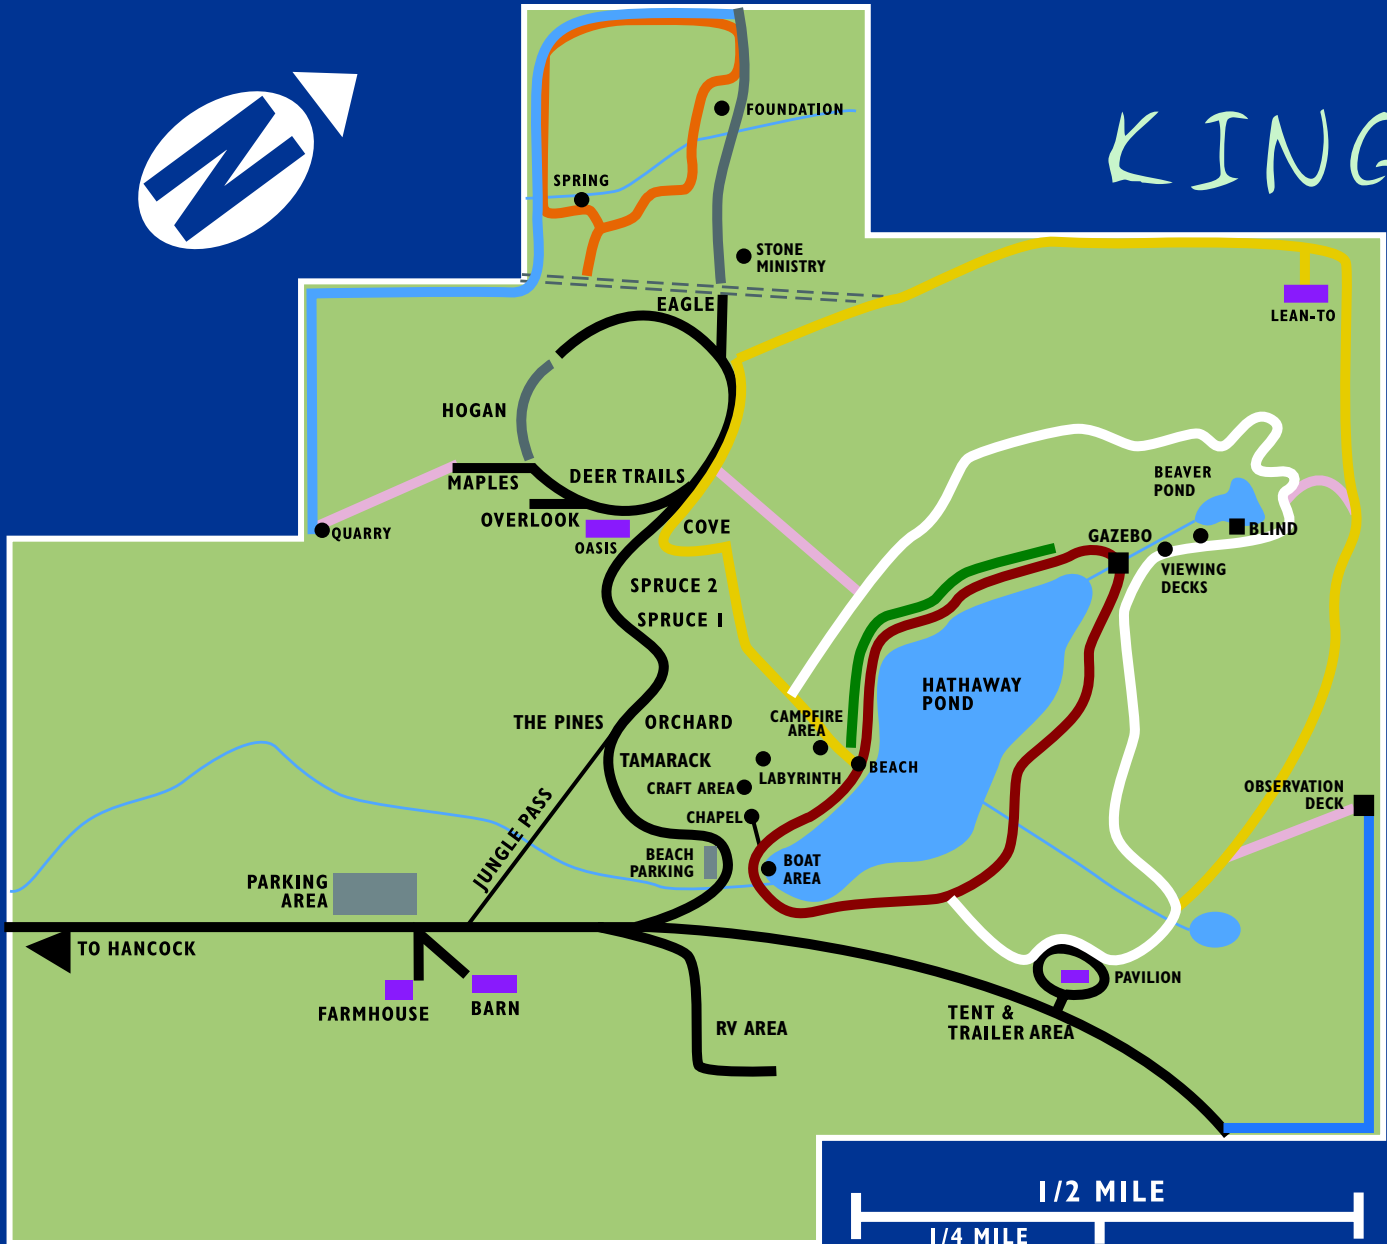 N
KING
FOUNDATION
SPRING
STONE
MINISTRY
EAGLE
LEAN-TO
HOGAN
DEER TRAILS
MAPLES
OVERLOOK
QUARRY
OASIS
COVE
BEAVER
POND
GAZEBO
BLIND
VIEWING
DECKS
SPRUCE 2
SPRUCE 1
HATHAWAY
POND
THE PINES
ORCHARD
CAMPFIRE
AREA
TAMARACK
LABYRINTH
BEACH
CRAFT AREA
CHAPEL
OBSERVATION
DECK
JUNGLE PASS
BEACH
PARKING
BOAT
AREA
PARKING
AREA
TO HANCOCK
FARMHOUSE
BARN
RV AREA
PAVILION
TENT &
TRAILER AREA
1/2 MILE
1/4 MILE